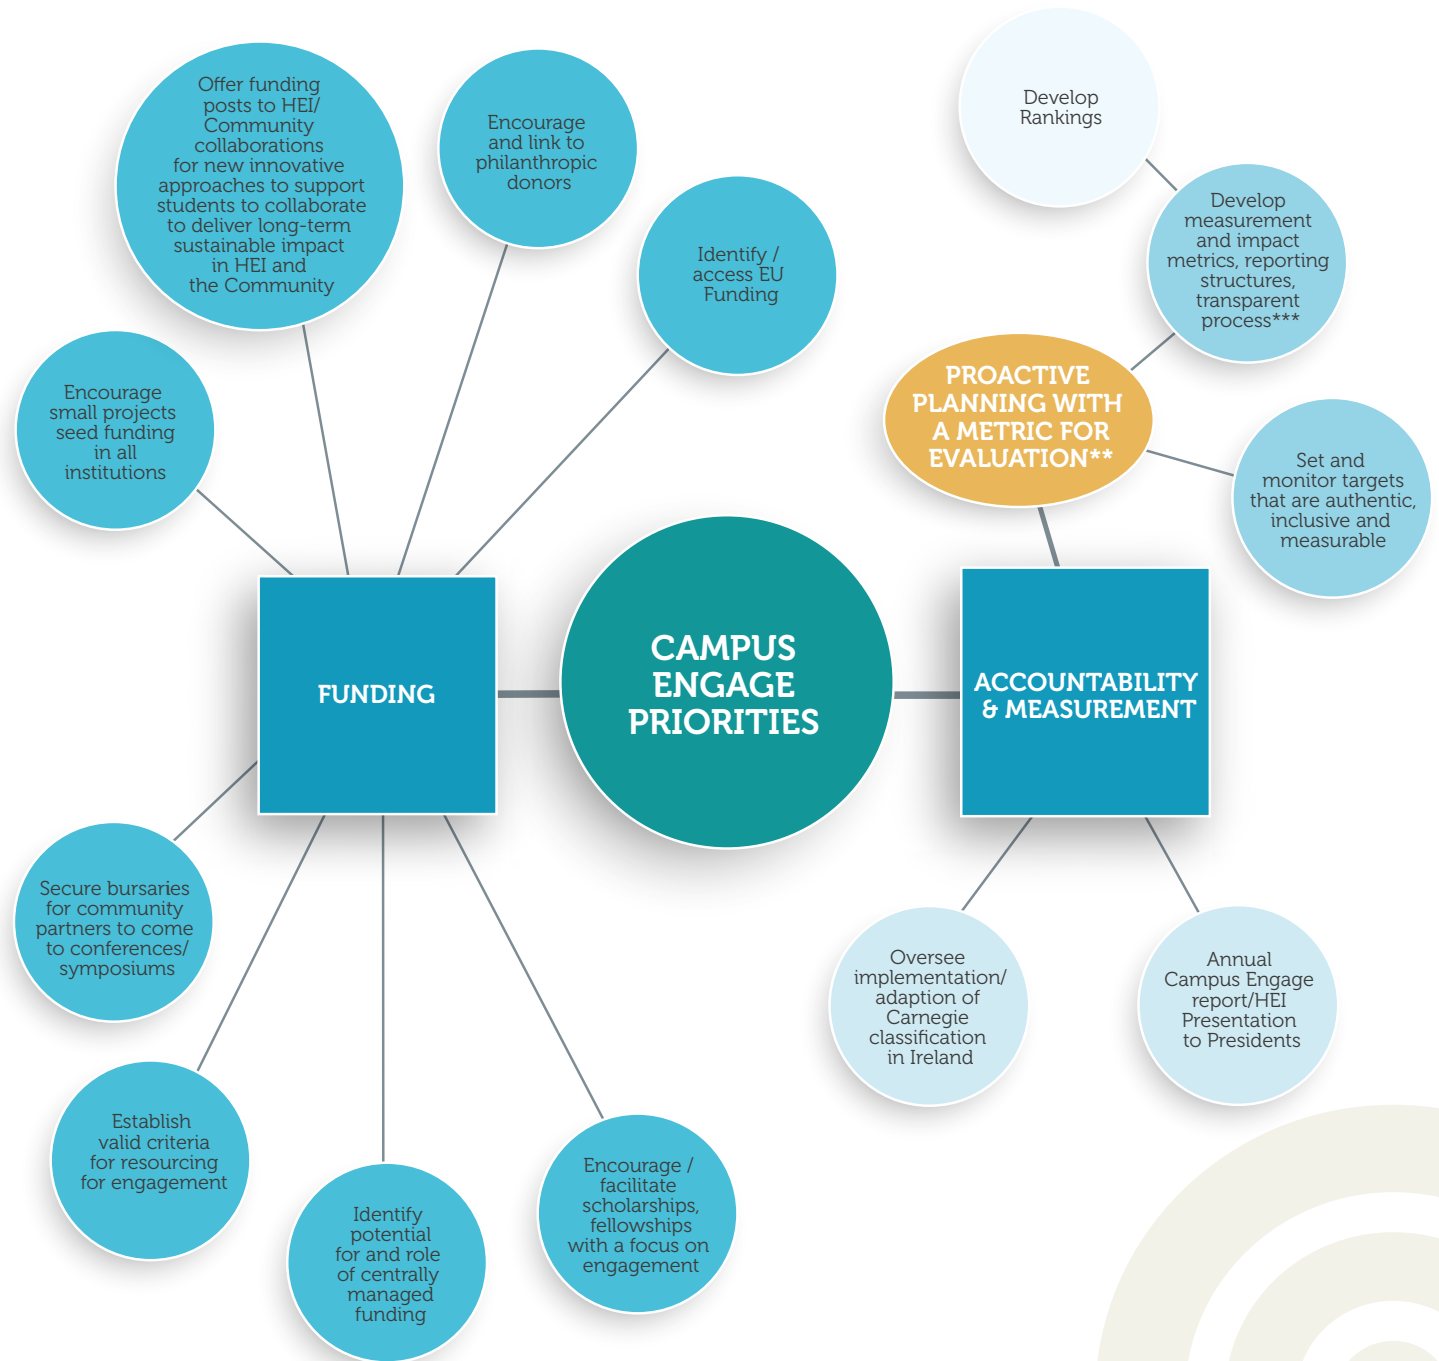 Offer funding
posts to HEI/
Community
collaborations
for new innovative
approaches to support
students to collaborate
to deliver long-term
sustainable impact
in HEI and
the Community
Encourage
and link to
philanthropic
donors
Identify /
access EU
Funding
Encourage
small projects
seed funding
in all
institutions
Develop
Rankings
Develop
measurement
and impact
metrics, reporting
structures,
transparent
process***
PROACTIVE
PLANNING WITH
A METRIC FOR
EVALUATION**
Set and
monitor targets
that are authentic,
inclusive and
measurable
FUNDING
CAMPUS
ENGAGE
PRIORITIES
ACCOUNTABILITY
& MEASUREMENT
Secure bursaries
for community
partners to come
to conferences/
symposiums
Establish
valid criteria
for resourcing
for engagement
Identify
potential
for and role
of centrally
managed
funding
Encourage /
facilitate
scholarships,
fellowships
with a focus on
engagement
Oversee
implementation/
adaption of
Carnegie
classification
in Ireland
Annual
Campus Engage
report/HEI
Presentation
to Presidents